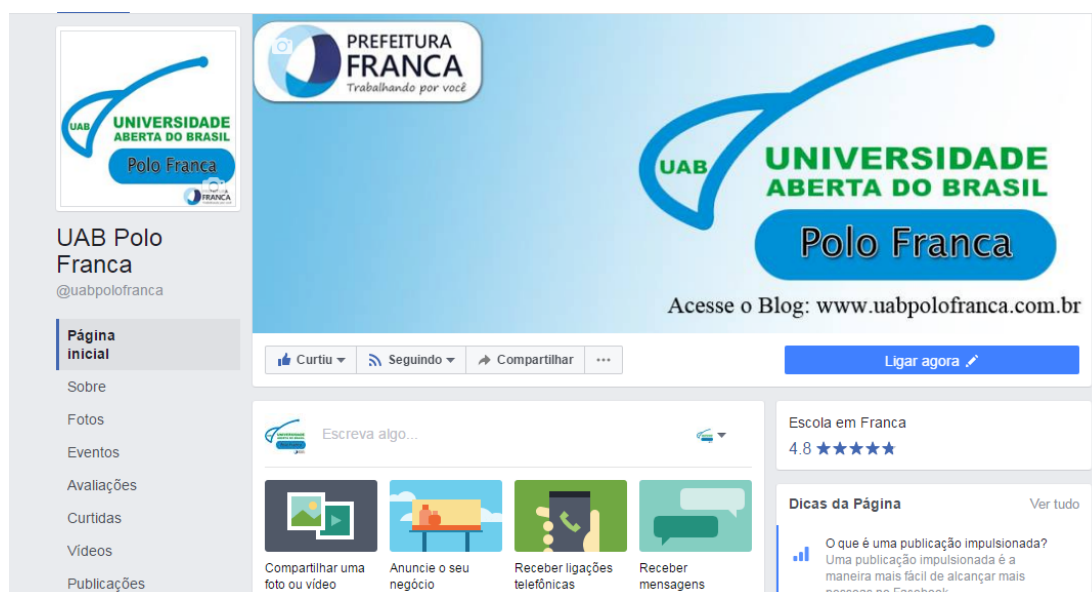 UAB
UNIVERSIDADE
ABERTA DO BRASIL
Polo Franca
FRANCA
UAB Polo
Franca
@uabpolofranca
Página
inicial
Sobre
Fotos
Eventos
Avaliações
Curtidas
Vídeos
Publicações
PREFEITURA
FRANCA
Trabalhando por você
UAB
UNIVERSIDADE
ABERTA DO BRASIL
Polo Franca
Acesse o Blog: www.uabpolofranca.com.br
Curtiu
Seguindo
Compartilhar
Ligar agora
Escreva algo...
Compartilhar uma
foto ou vídeo
Anuncie o seu
negócio
Receber ligações
telefônicas
Receber
mensagens
Escola em Franca
4.8 ★★★★★
Dicas da Página
Ver tudo
O que é uma publicação impulsionada?
Uma publicação impulsionada é a
maneira mais fácil de alcançar mais
pessoas no Facebook